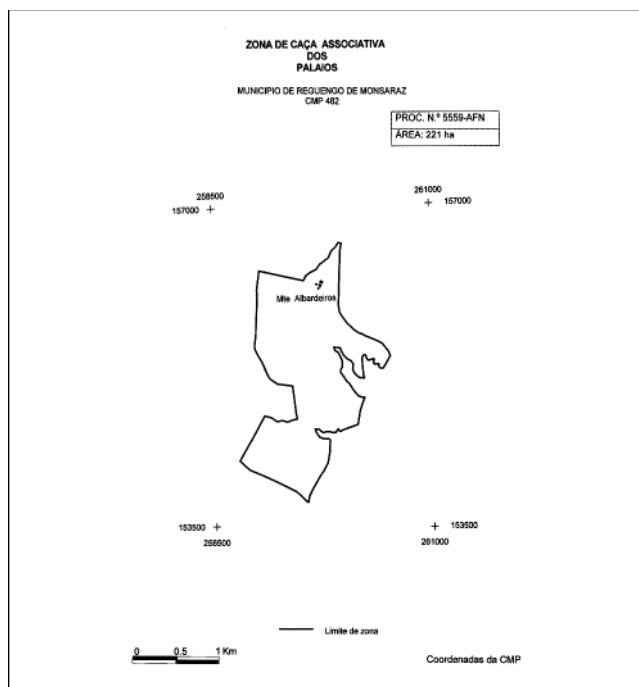 ZONA DE CAÇA ASSOCIATIVA
DOS
PALAIOS
MUNICIPIO DE REGUENGO DE MONSARAZ
CMP 482
PROC. N.º 5559-AFN
ÁREA: 221 ha
258500
157000
261000
157000
Mte Albardeiros
153500
258500
153500
261000
Limite de zona
0 0.5 1 Km
Coordenadas da CMP